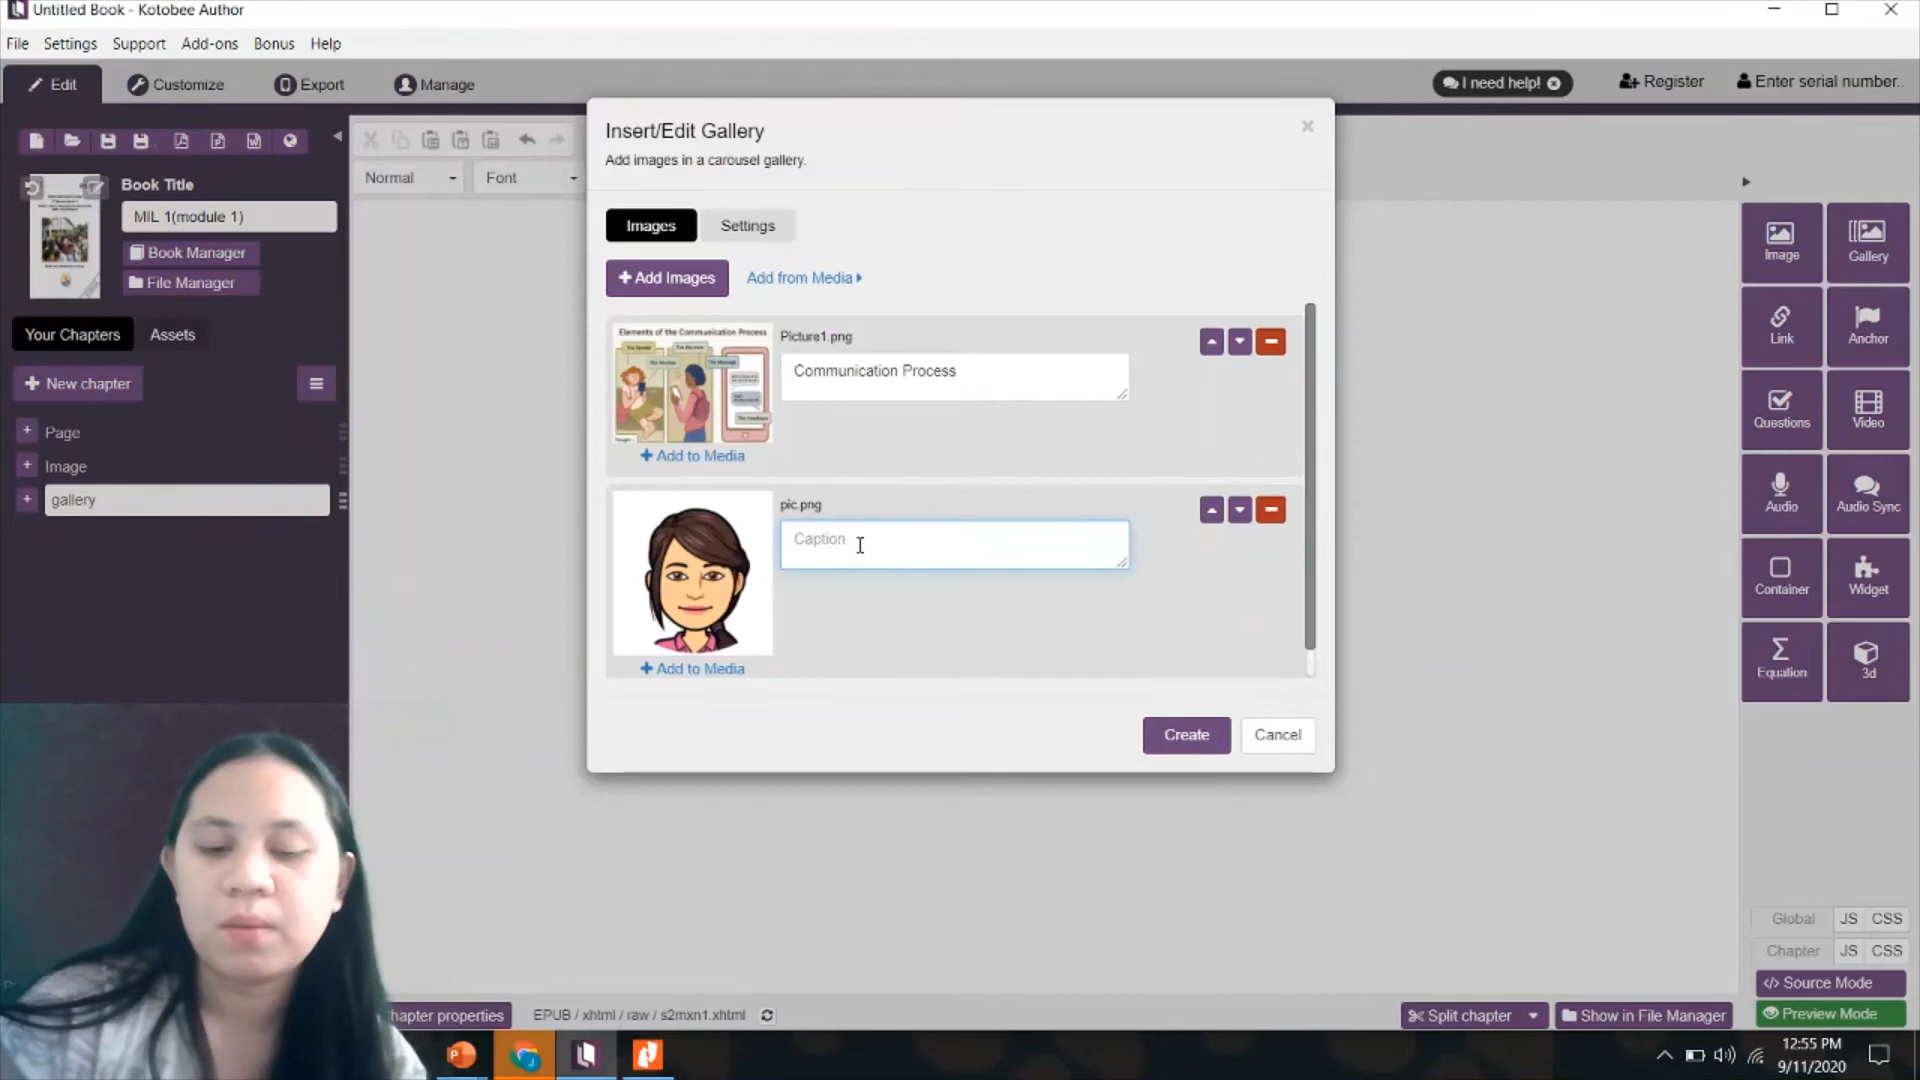 Untitled Book - Kotobee Author
File Settings Support Add-ons Bonus Help
Edit Customize Export Manage
I need help! Register Enter serial number..
Book Title
MIL 1(module 1)
Book Manager
File Manager
Your Chapters Assets
New chapter
Page
Image
gallery
Normal Font
Insert/Edit Gallery
Add images in a carousel gallery.
Images Settings
Add Images Add from Media
Elements of the Communication Process
Picture1.png
Communication Process
Add to Media
pic.png
Caption
Add to Media
Create Cancel
Image Gallery
Link Anchor
Questions Video
Audio Audio Sync
Container Widget
Equation 3d
Global JS CSS
Chapter JS CSS
</> Source Mode
Preview Mode
hapter properties EPUB / xhtml / raw / s2mxn1.xhtml Split chapter Show in File Manager
12:55 PM
9/11/2020